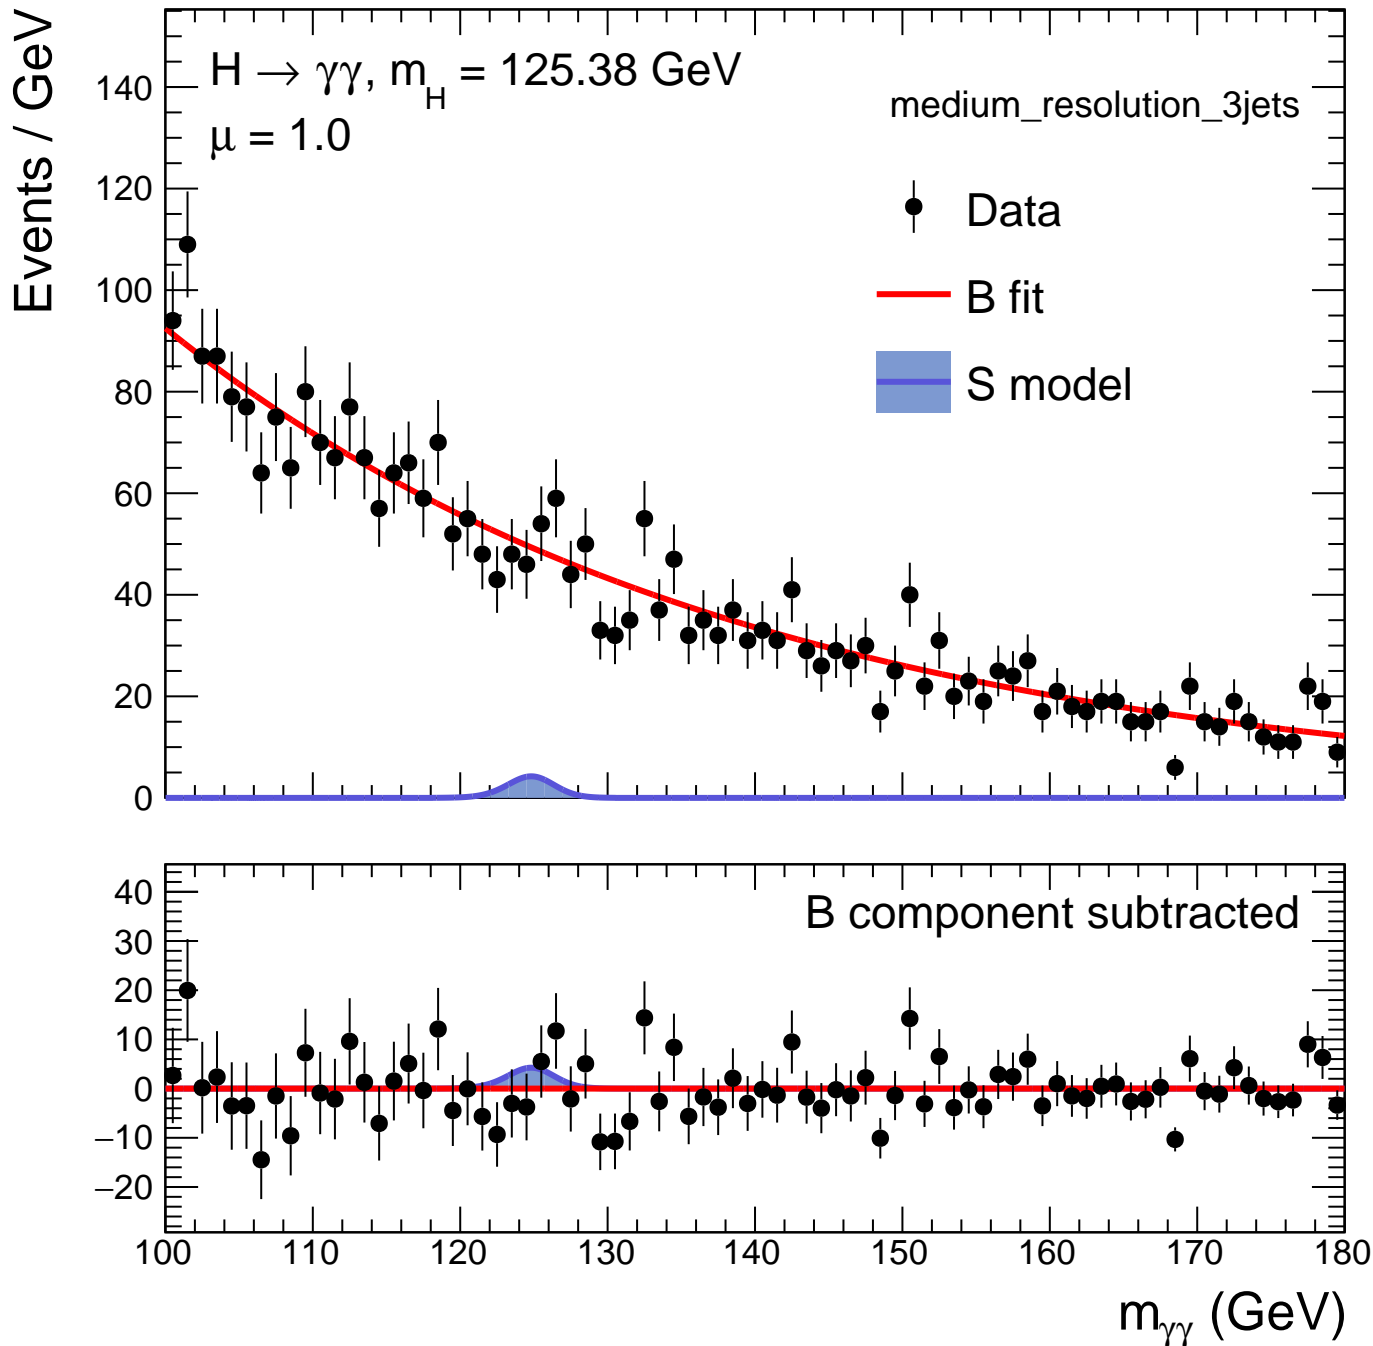 Events / GeV
H → γγ, m_H = 125.38 GeV
μ = 1.0
medium_resolution_3jets
Data
B fit
S model
140
120
100
80
60
40
20
0
B component subtracted
40
30
20
10
0
−10
−20
100 110 120 130 140 150 160 170 180
m_γγ (GeV)